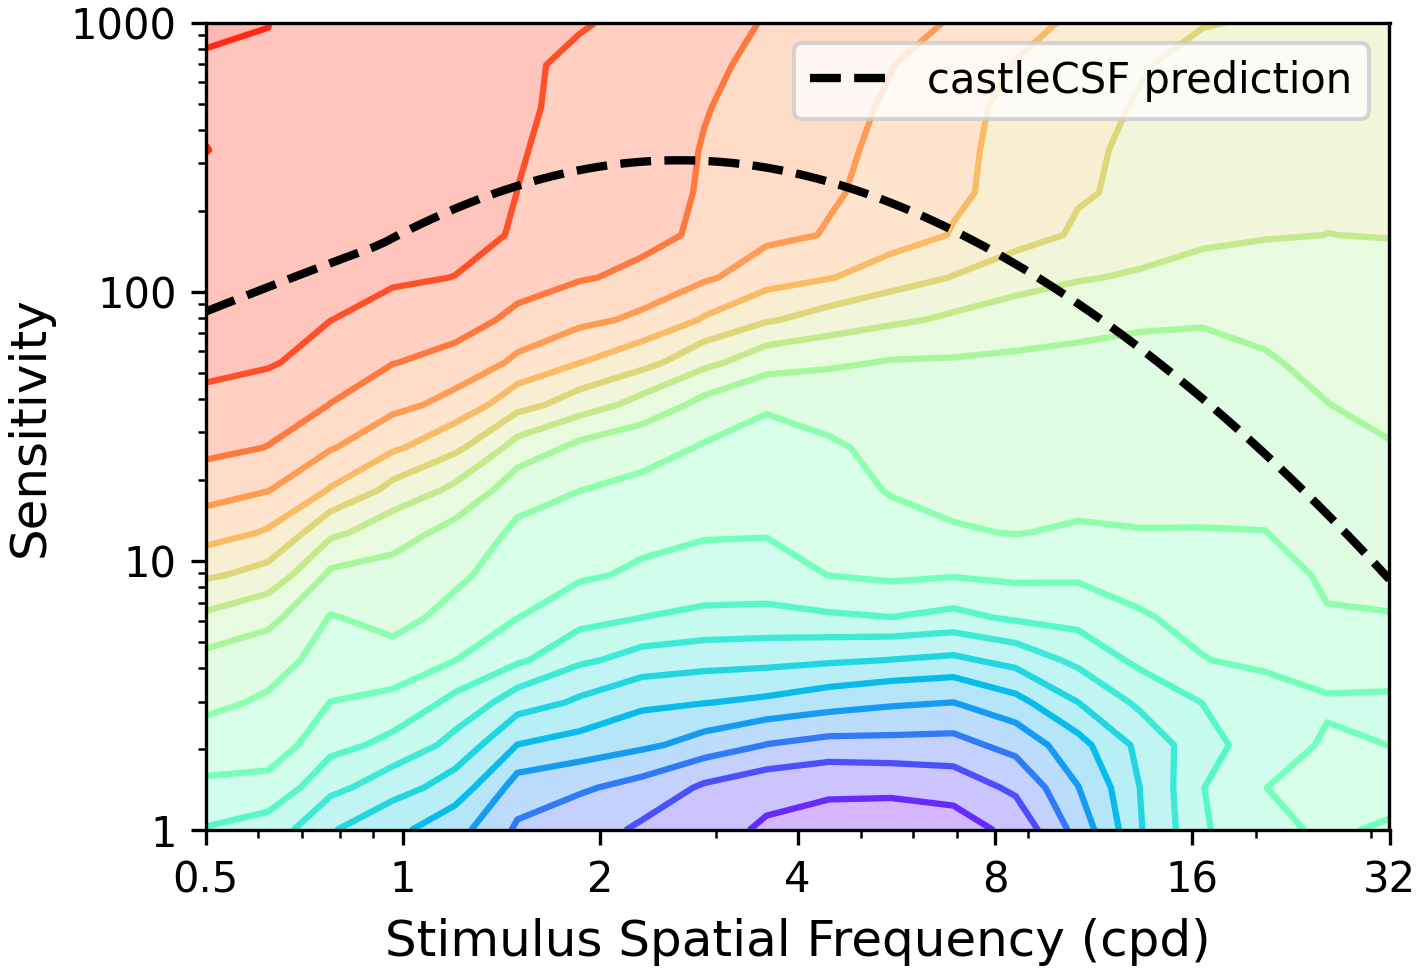 1000
castleCSF prediction
100
Sensitivity
10
1
0.5 1 2 4 8 16 32
Stimulus Spatial Frequency (cpd)